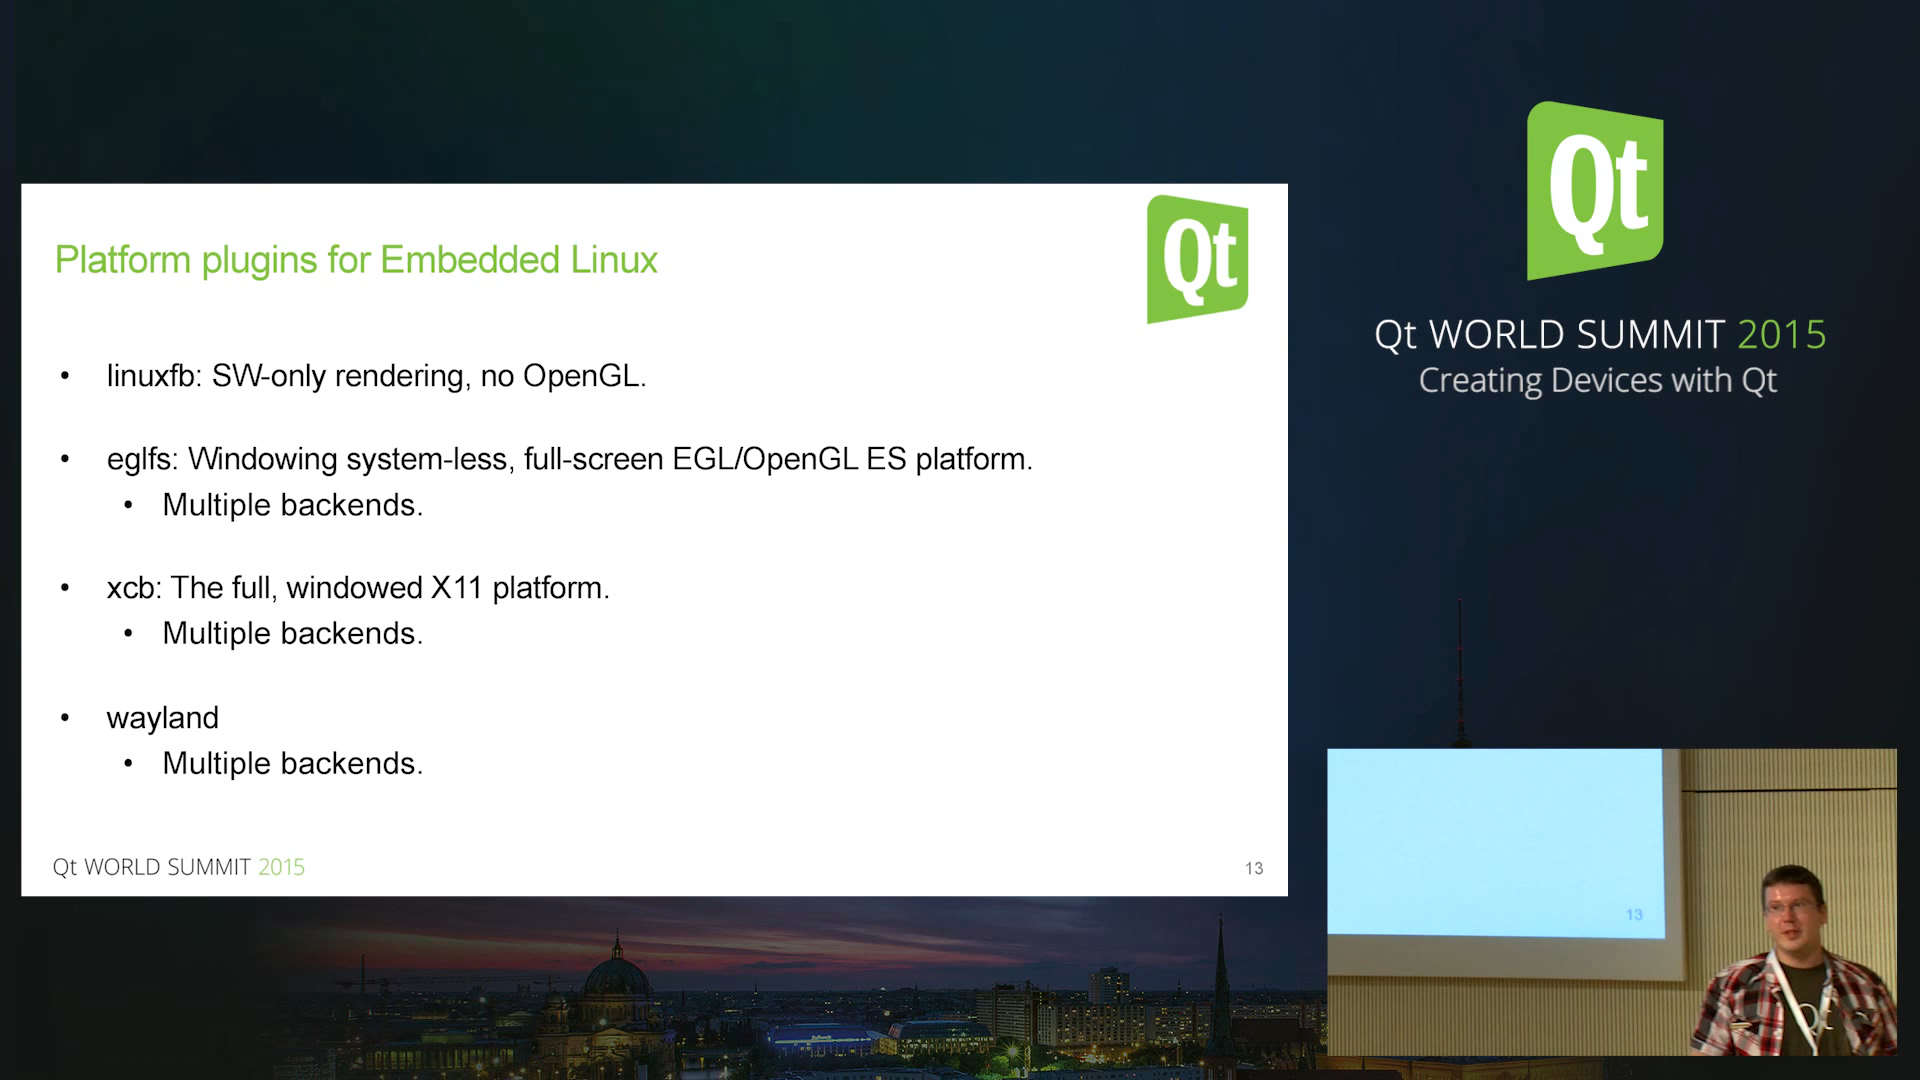 Platform plugins for Embedded Linux
Qt
• linuxfb: SW-only rendering, no OpenGL.
• eglfs: Windowing system-less, full-screen EGL/OpenGL ES platform.
• Multiple backends.
• xcb: The full, windowed X11 platform.
• Multiple backends.
• wayland
• Multiple backends.
Qt WORLD SUMMIT 2015
13
Qt
Qt WORLD SUMMIT 2015
Creating Devices with Qt
13
Qt